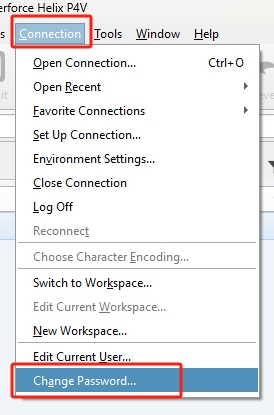 erforce Helix P4V
s Connection Tools Window Help
Open Connection... Ctrl+O
Open Recent
Favorite Connections
Set Up Connection...
Environment Settings...
Close Connection
Log Off
Reconnect
Choose Character Encoding...
Switch to Workspace...
Edit Current Workspace...
New Workspace...
Edit Current User...
Change Password...